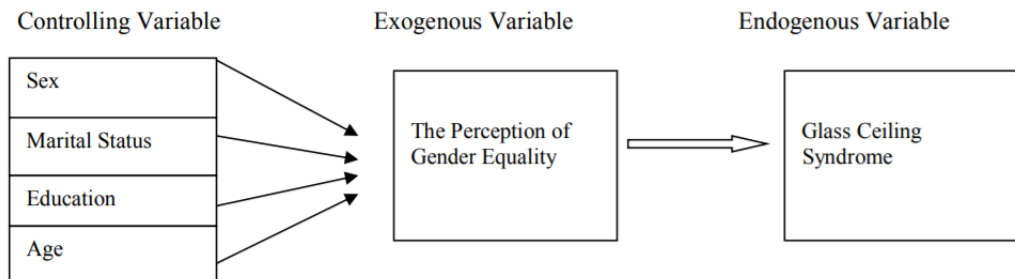 Controlling Variable
Exogenous Variable
Endogenous Variable
Sex
Marital Status
Education
Age
The Perception of
Gender Equality
Glass Ceiling
Syndrome